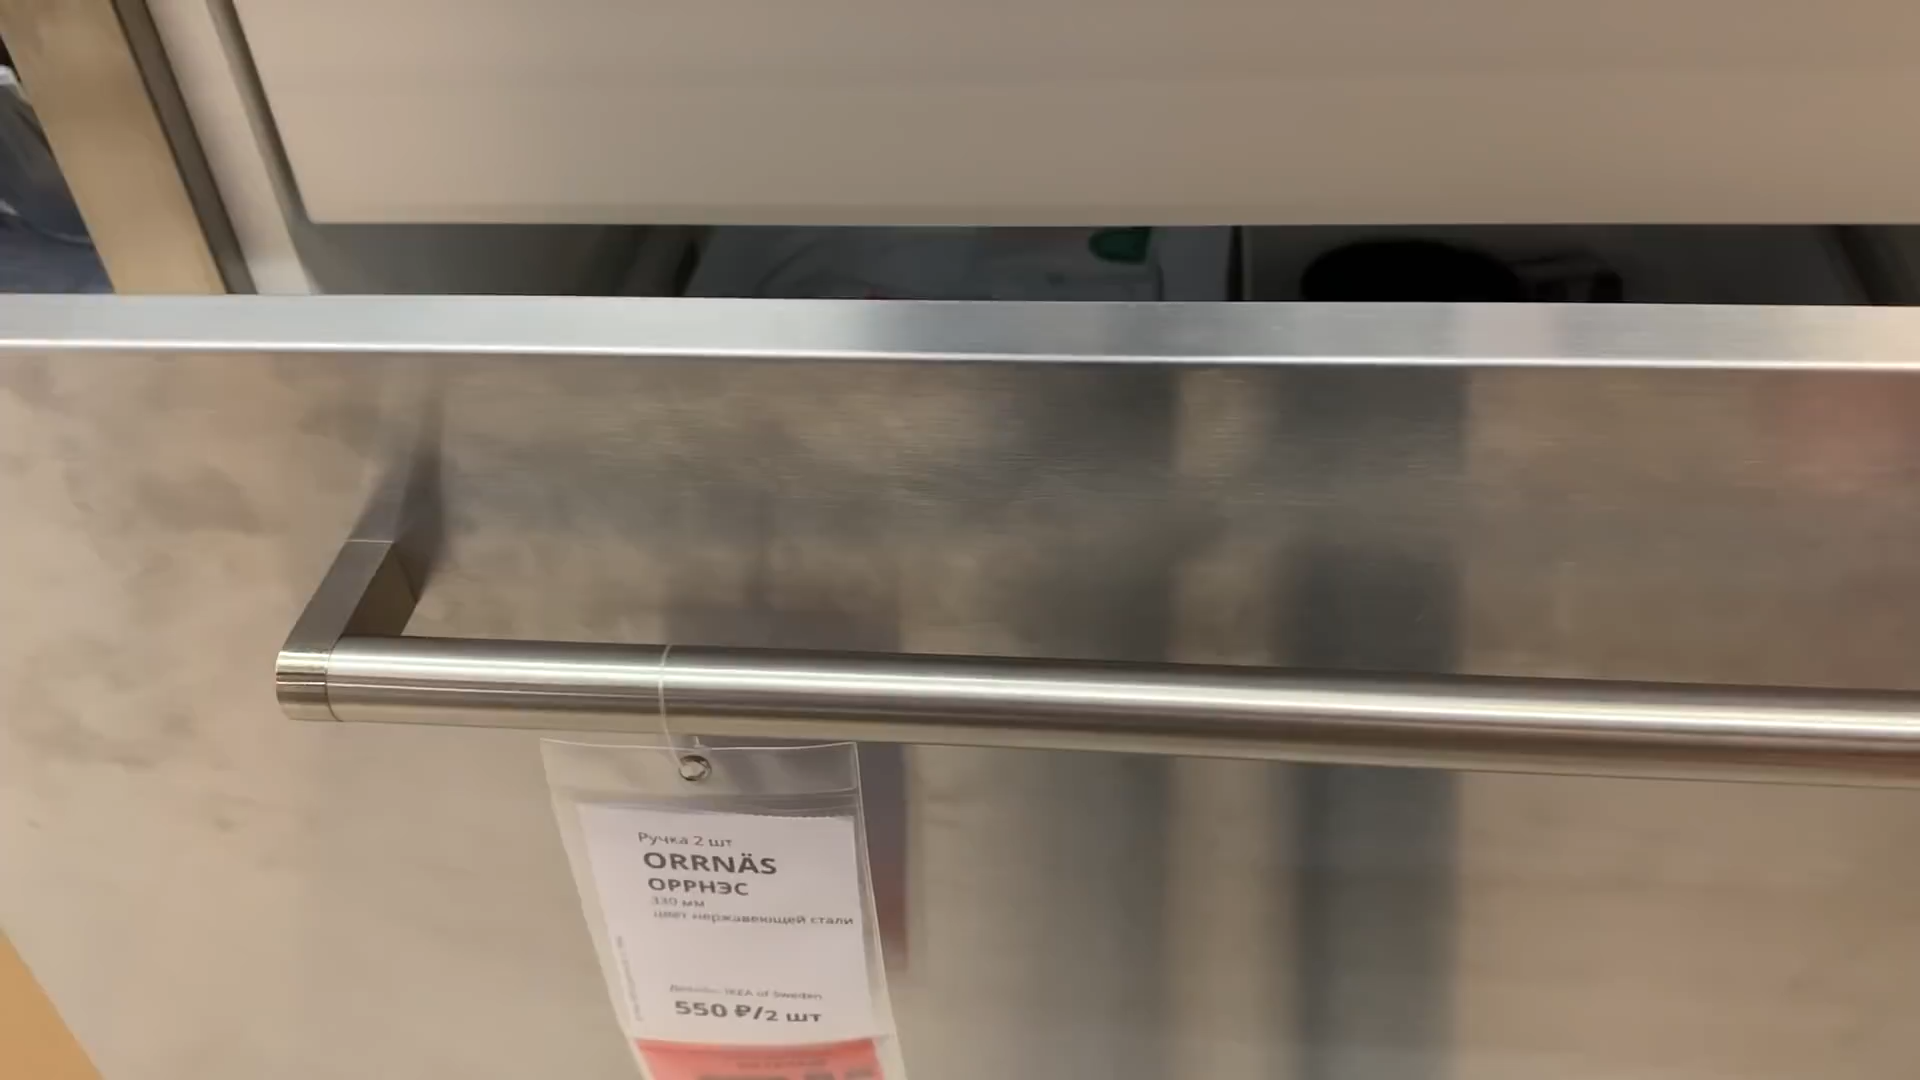 Ручка 2 шт
ORRNÄS
ОРРНЭС
330 мм
цвет нержавеющей стали
Дизайн: IKEA of Sweden
550 ₽/2 шт